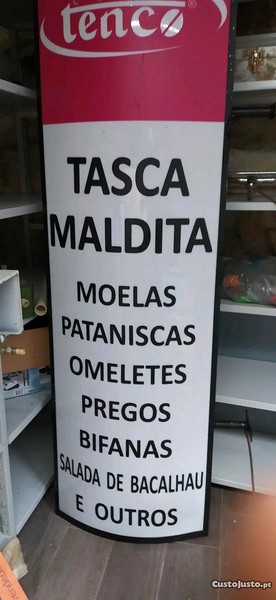 tenco ®
TASCA
MALDITA
MOELAS
PATANISCAS
OMELETES
PREGOS
BIFANAS
SALADA DE BACALHAU
E OUTROS
CustoJusto.pt